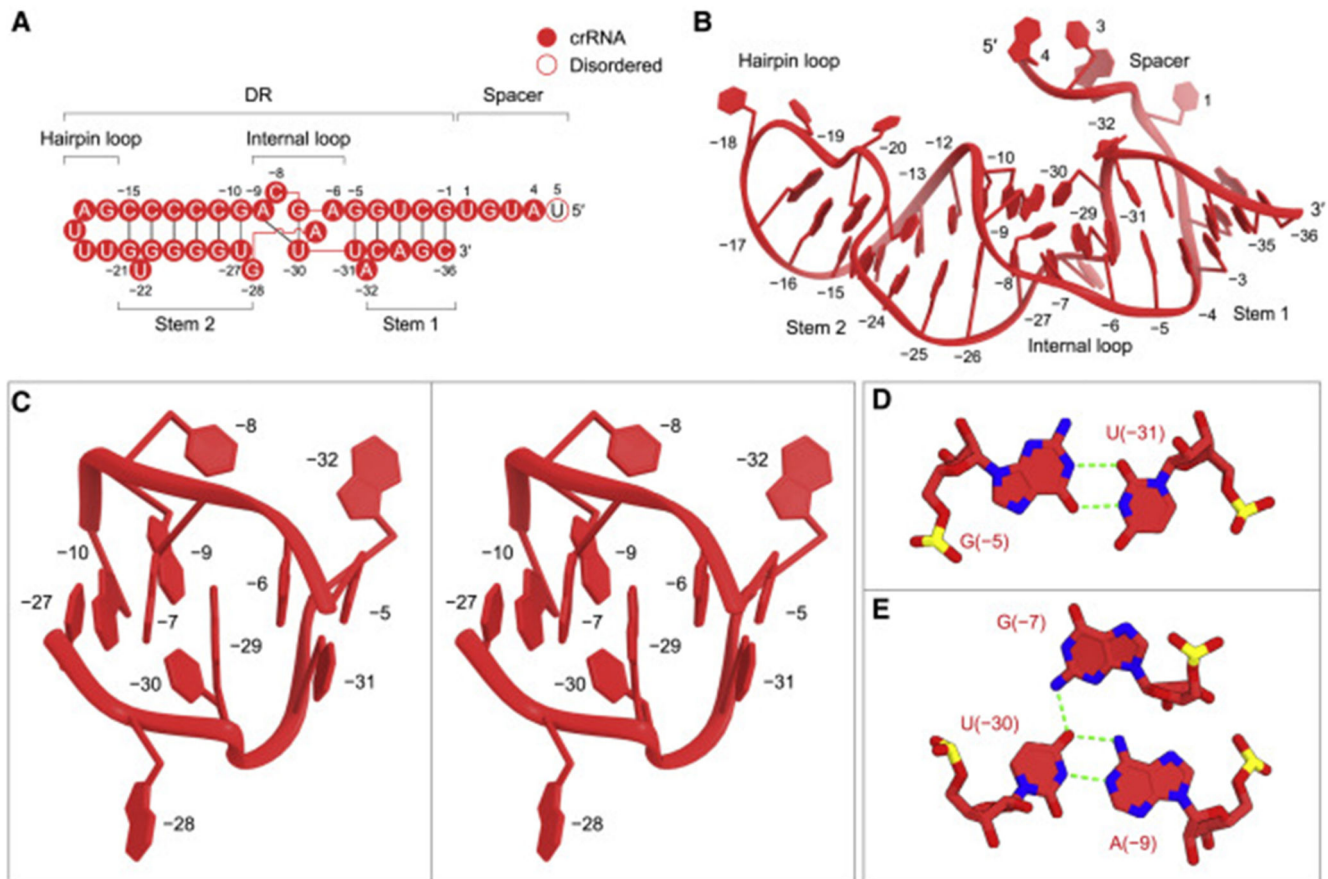 A
crRNA
Disordered
DR
Spacer
Hairpin loop
Internal loop
−8
−15
−10 −9
−6 −5
−1 1
4 5
C
A G C C C C C G A G A G G U C G U G U A U 5′
U A
U U U G G G G G U U C A G A C 3′
−21 U
−27 G
−30
−31 A
−36
−22
−28
−32
Stem 2
Stem 1
B
5′
4
3
Spacer
1
Hairpin loop
−18
−19
−20
−12
−13
−10
−30
−32
−9
−29
−31
3′
−35
−36
−17
−16
−15
−8
−7
−3
Stem 2
−24
−27
−6
−5
−4
Stem 1
−25
−26
Internal loop
C
−8
−32
−10
−9
−6
−27
−7
−5
−29
−30
−31
−28
−8
−32
−10
−9
−6
−27
−7
−5
−29
−30
−31
−28
D
U(−31)
G(−5)
E
G(−7)
U(−30)
A(−9)